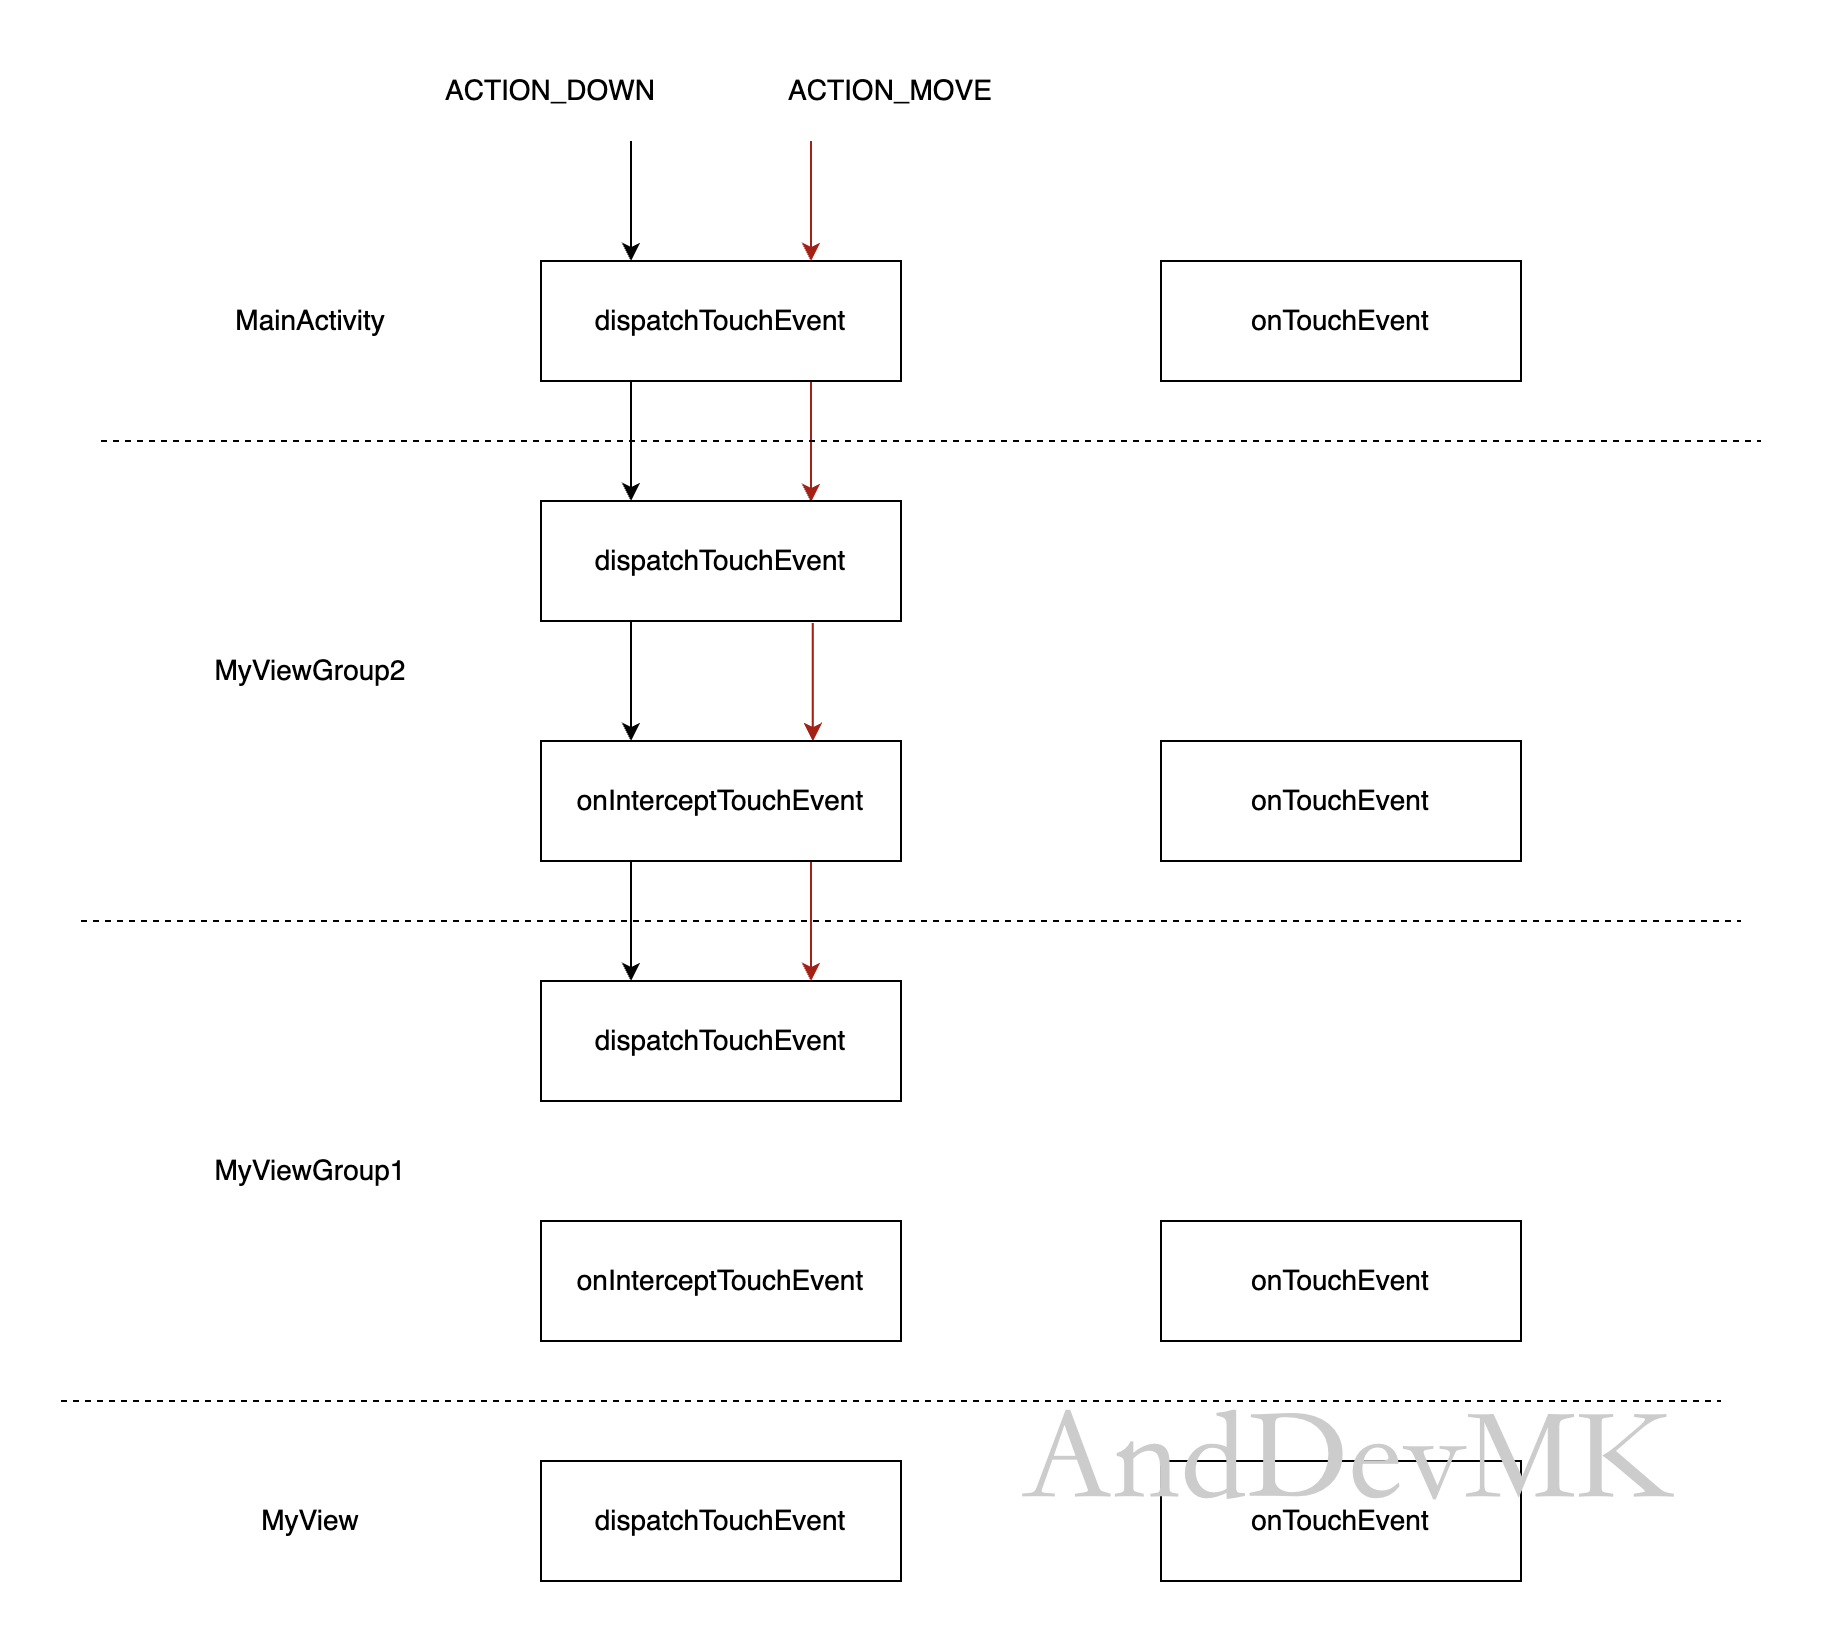 ACTION_DOWN
ACTION_MOVE
MainActivity
dispatchTouchEvent
onTouchEvent
dispatchTouchEvent
MyViewGroup2
onInterceptTouchEvent
onTouchEvent
dispatchTouchEvent
MyViewGroup1
onInterceptTouchEvent
onTouchEvent
AndDevMK
MyView
dispatchTouchEvent
onTouchEvent